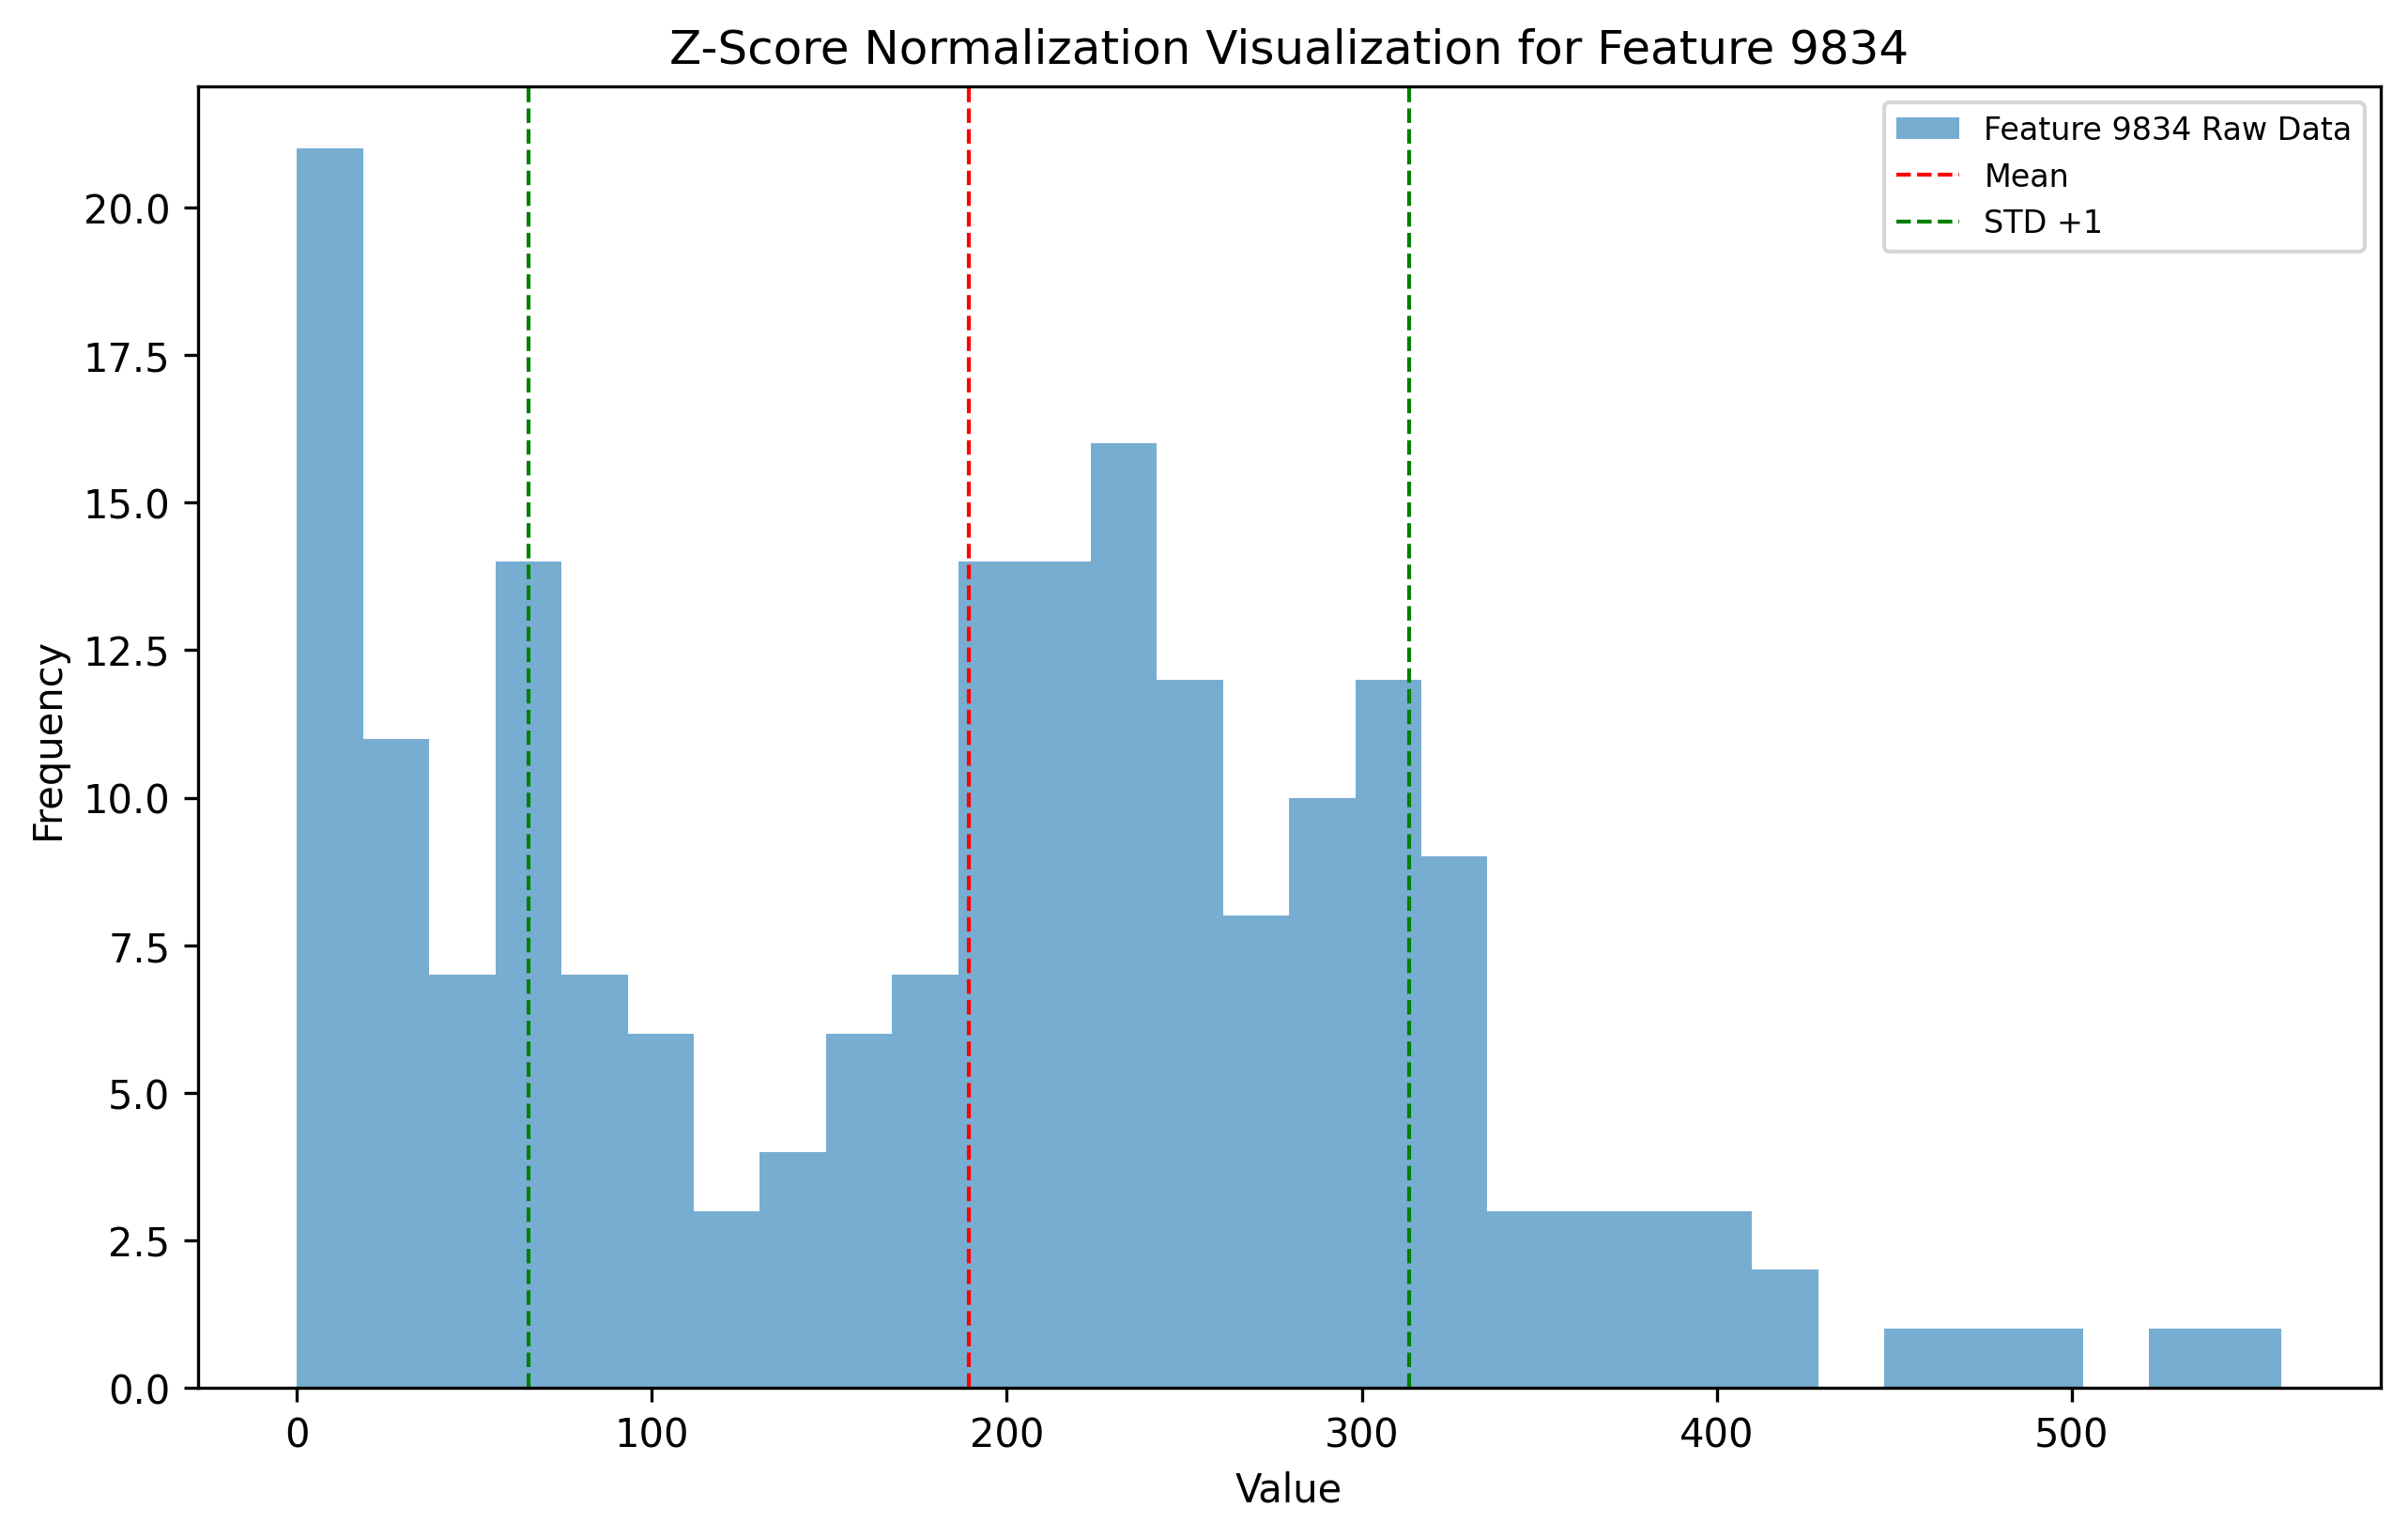 Z-Score Normalization Visualization for Feature 9834
Feature 9834 Raw Data
Mean
STD +1
Frequency
20.0
17.5
15.0
12.5
10.0
7.5
5.0
2.5
0.0
0 100 200 300 400 500
Value